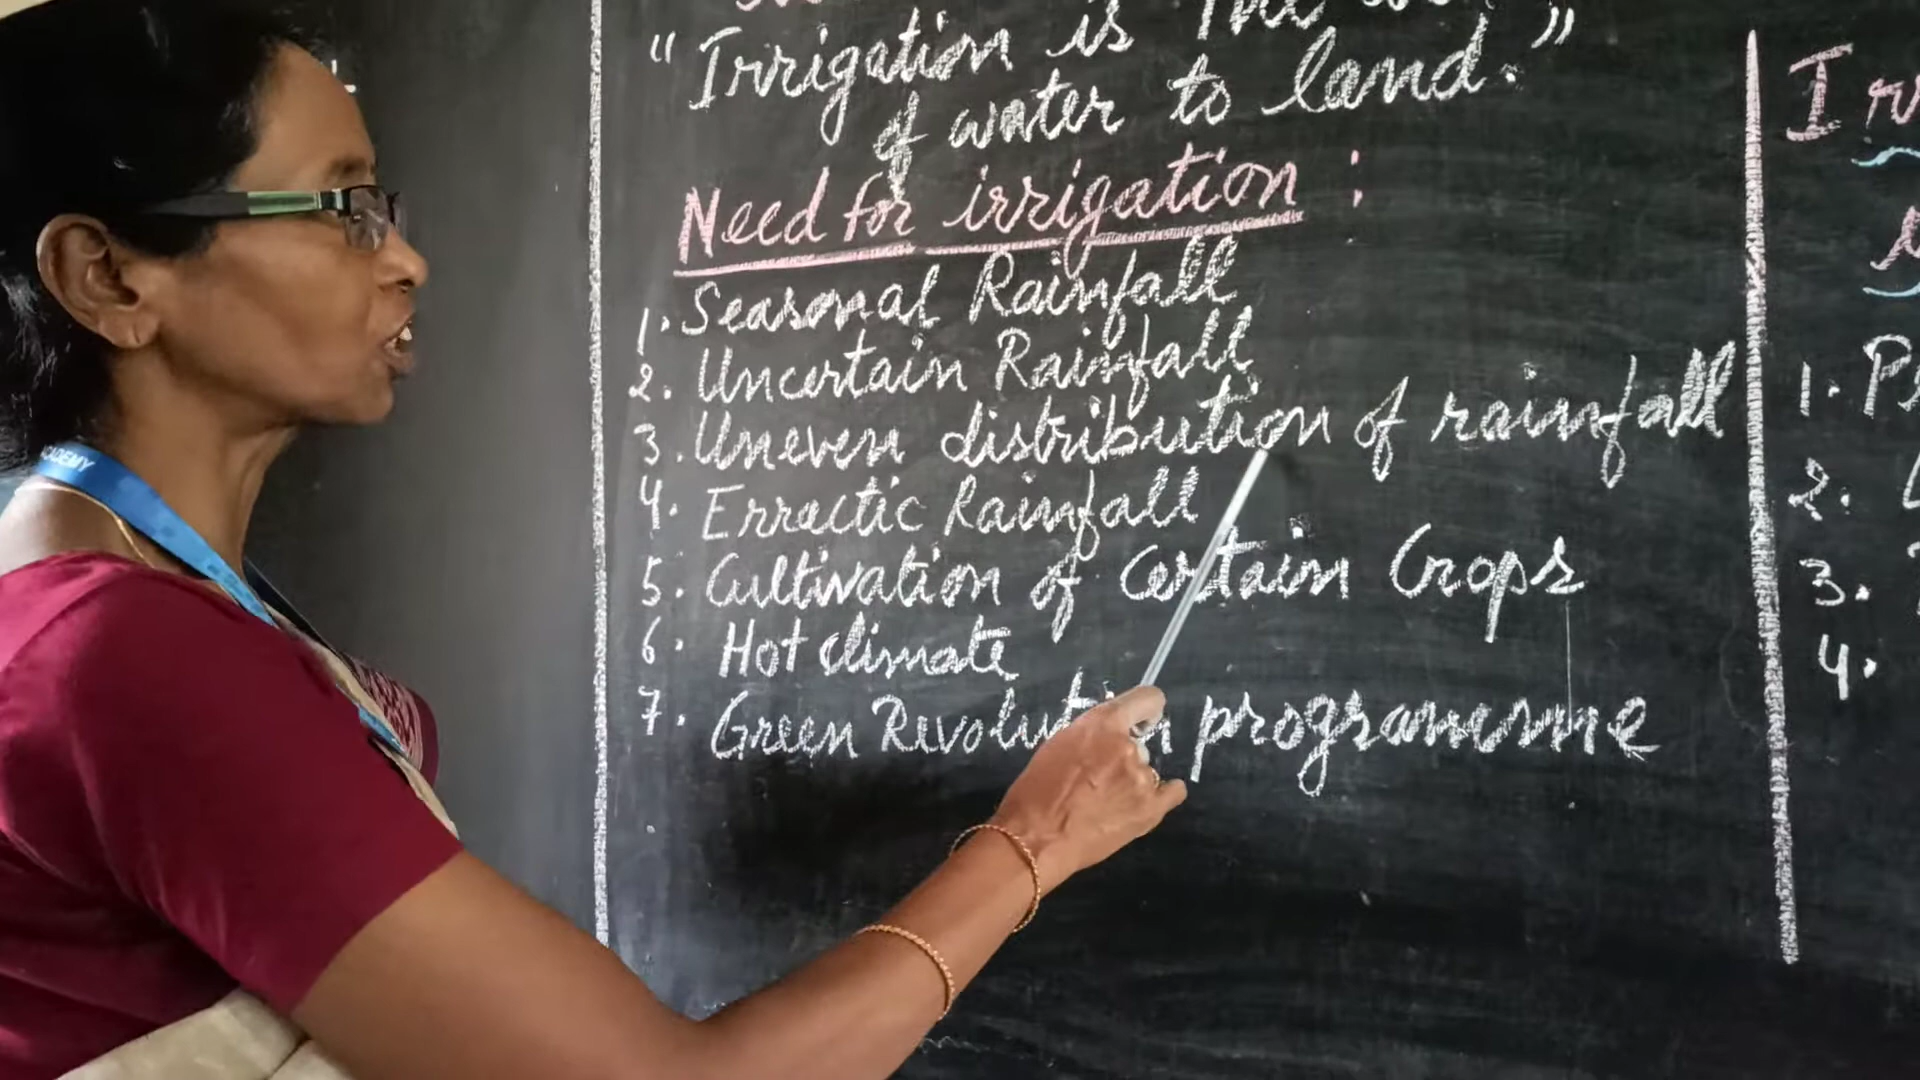 "Irrigation is The
of water to land."
Need for irrigation :
1. Seasonal Rainfall
2. Uncertain Rainfall
3. Uneven distribution of rainfall
4. Erractic Rainfall
5. Cultivation of Certain Crops
6. Hot climate
7. Green Revolution programme
1.
2.
3.
4.